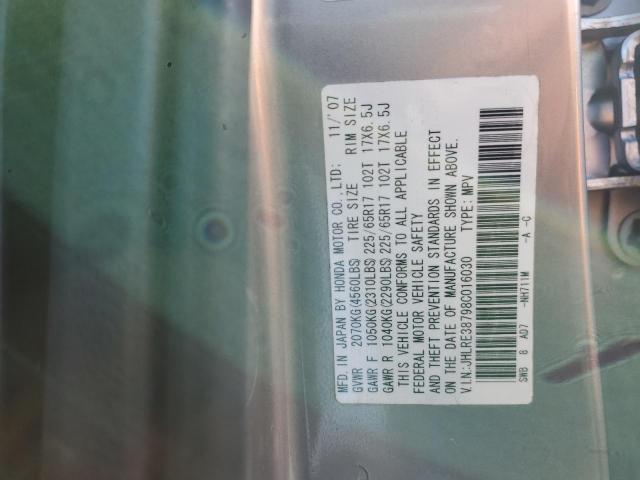 MFD. IN JAPAN BY HONDA MOTOR CO., LTD: 11/'07
GVWR 2070KG(4560LBS) TIRE SIZE RIM SIZE
GAWR F 1050KG(2310LBS) 225/65R17 102T 17X6.5J
GAWR R 1040KG(2290LBS) 225/65R17 102T 17X6.5J
THIS VEHICLE CONFORMS TO ALL APPLICABLE
FEDERAL MOTOR VEHICLE SAFETY
AND THEFT PREVENTION STANDARDS IN EFFECT
ON THE DATE OF MANUFACTURE SHOWN ABOVE.
V.I.N:JHLRE38798C016030 TYPE: MPV
SWB 8 AD7 -NH711M -A -C